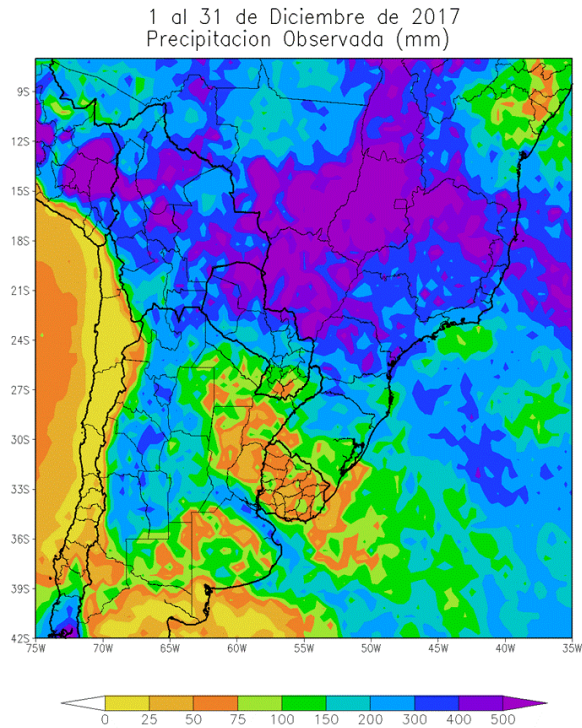 1 al 31 de Diciembre de 2017
Precipitacion Observada (mm)
9S
12S
15S
18S
21S
24S
27S
30S
33S
36S
39S
42S
75W 70W 65W 60W 55W 50W 45W 40W 35W
0 25 50 75 100 150 200 300 400 500